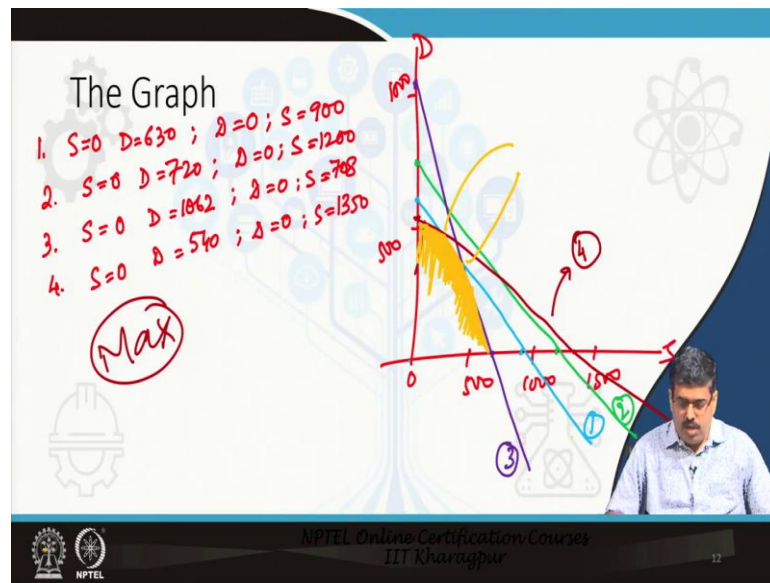 The Graph
1. S=0 D=630 ; D=0 ; S=900
2. S=0 D=720 ; D=0 ; S=1200
3. S=0 D=1062 ; D=0 ; S=708
4. S=0 D=540 ; D=0 ; S=1350
Max
D
1000
500
4
0 500 1000 1500
3 1 2
NPTEL Online Certification Courses
IIT Kharagpur
NPTEL
12